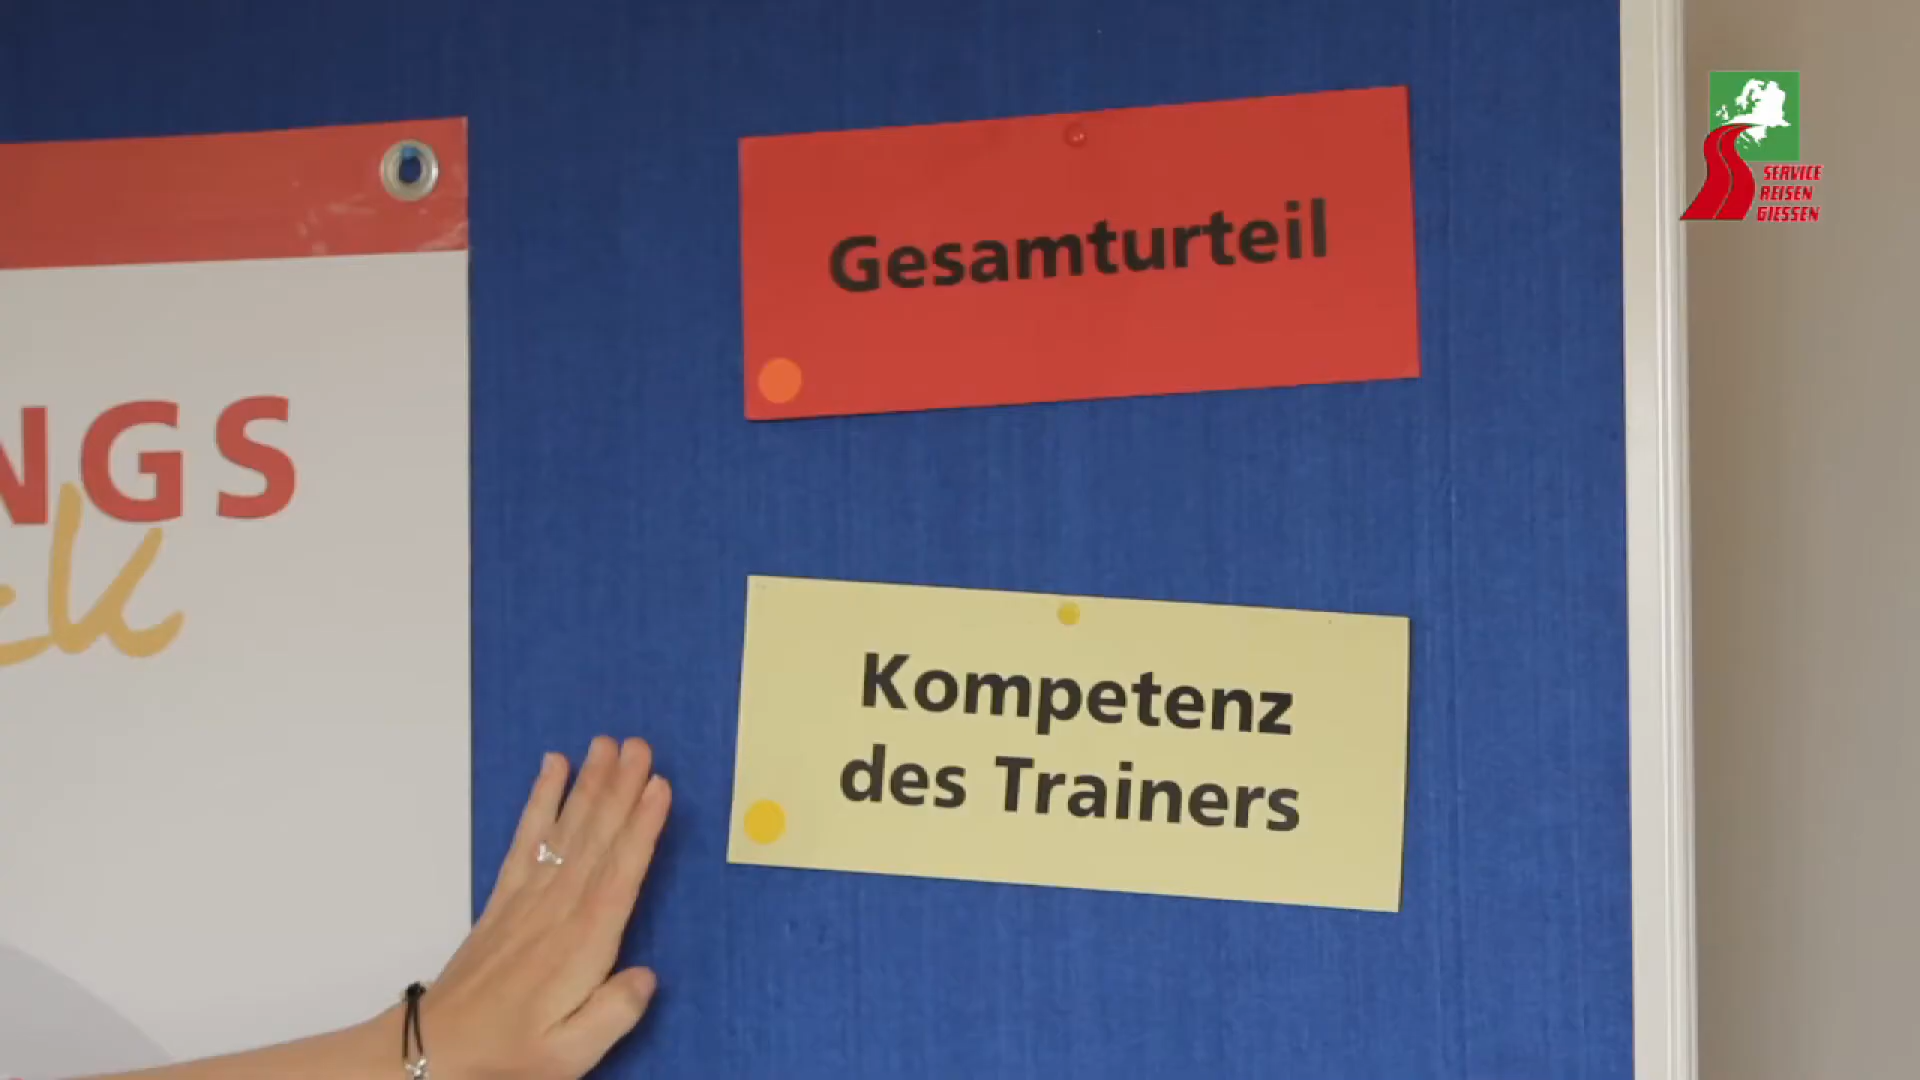 Gesamturteil
SERVICE
REISEN
GIESSEN
NGS
Kompetenz
des Trainers